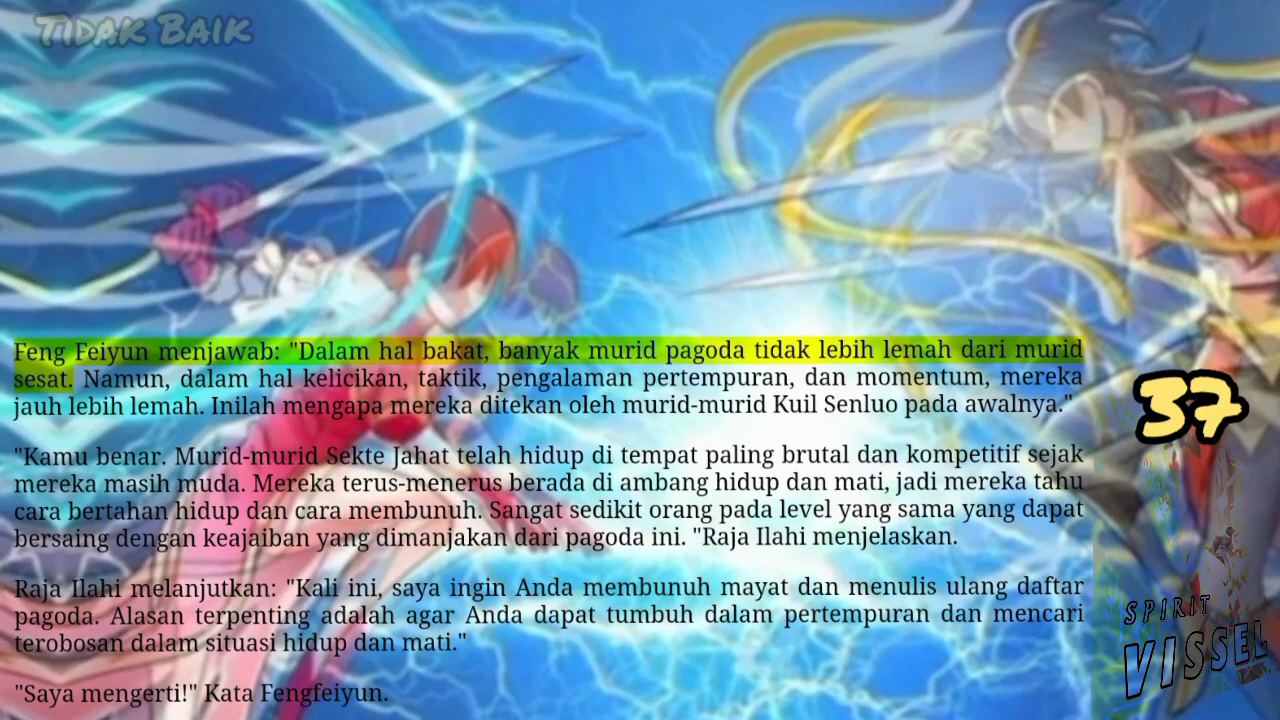 Tidak Baik
Feng Feiyun menjawab: "Dalam hal bakat, banyak murid pagoda tidak lebih lemah dari murid
sesat. Namun, dalam hal kelicikan, taktik, pengalaman pertempuran, dan momentum, mereka
jauh lebih lemah. Inilah mengapa mereka ditekan oleh murid-murid Kuil Senluo pada awalnya."
"Kamu benar. Murid-murid Sekte Jahat telah hidup di tempat paling brutal dan kompetitif sejak
mereka masih muda. Mereka terus-menerus berada di ambang hidup dan mati, jadi mereka tahu
cara bertahan hidup dan cara membunuh. Sangat sedikit orang pada level yang sama yang dapat
bersaing dengan keajaiban yang dimanjakan dari pagoda ini. "Raja Ilahi menjelaskan.
Raja Ilahi melanjutkan: "Kali ini, saya ingin Anda membunuh mayat dan menulis ulang daftar
pagoda. Alasan terpenting adalah agar Anda dapat tumbuh dalam pertempuran dan mencari
terobosan dalam situasi hidup dan mati."
"Saya mengerti!" Kata Fengfeiyun.
37
SPIRIT
VISSEL